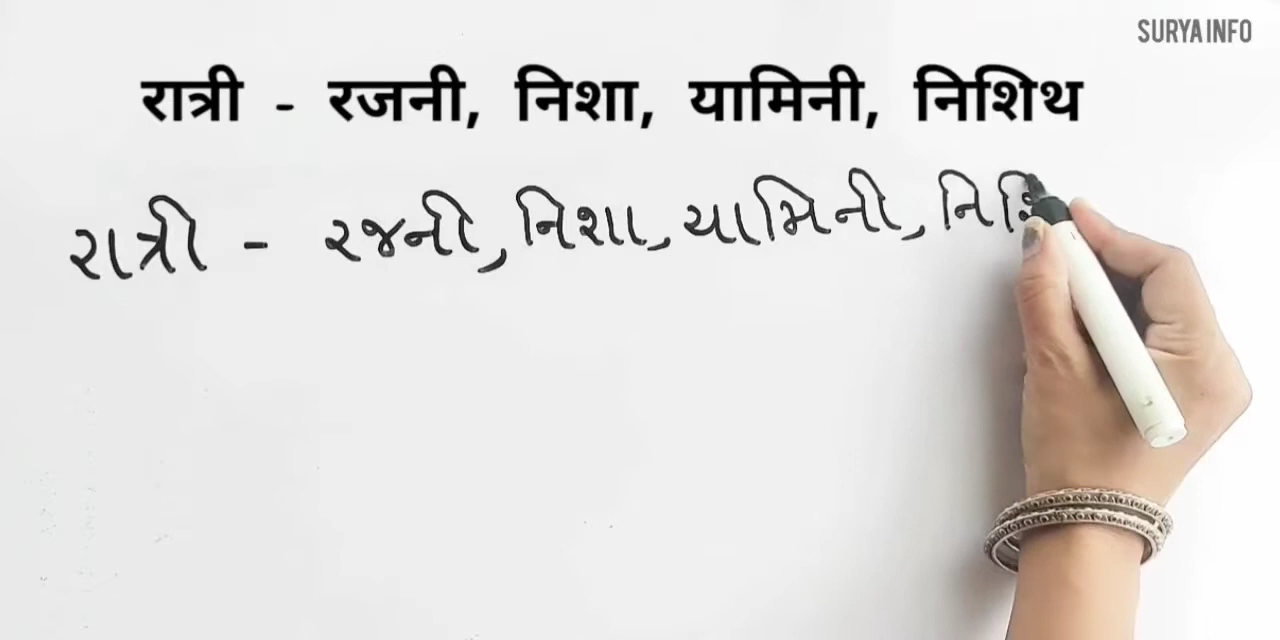 SURYA INFO
रात्री - रजनी, निशा, यामिनी, निशिथ
રાત્રી - રજની, નિશા, યામિની,